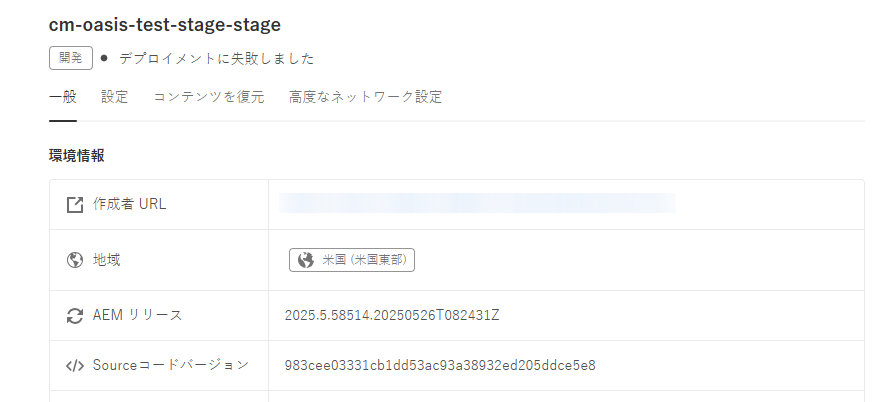 cm-oasis-test-stage-stage
開発 ● デプロイメントに失敗しました
一般 設定 コンテンツを復元 高度なネットワーク設定
環境情報
作成者 URL
地域 米国 (米国東部)
AEM リリース 2025.5.58514.20250526T082431Z
Sourceコードバージョン 983cee03331cb1dd53ac93a38932ed205ddce5e8